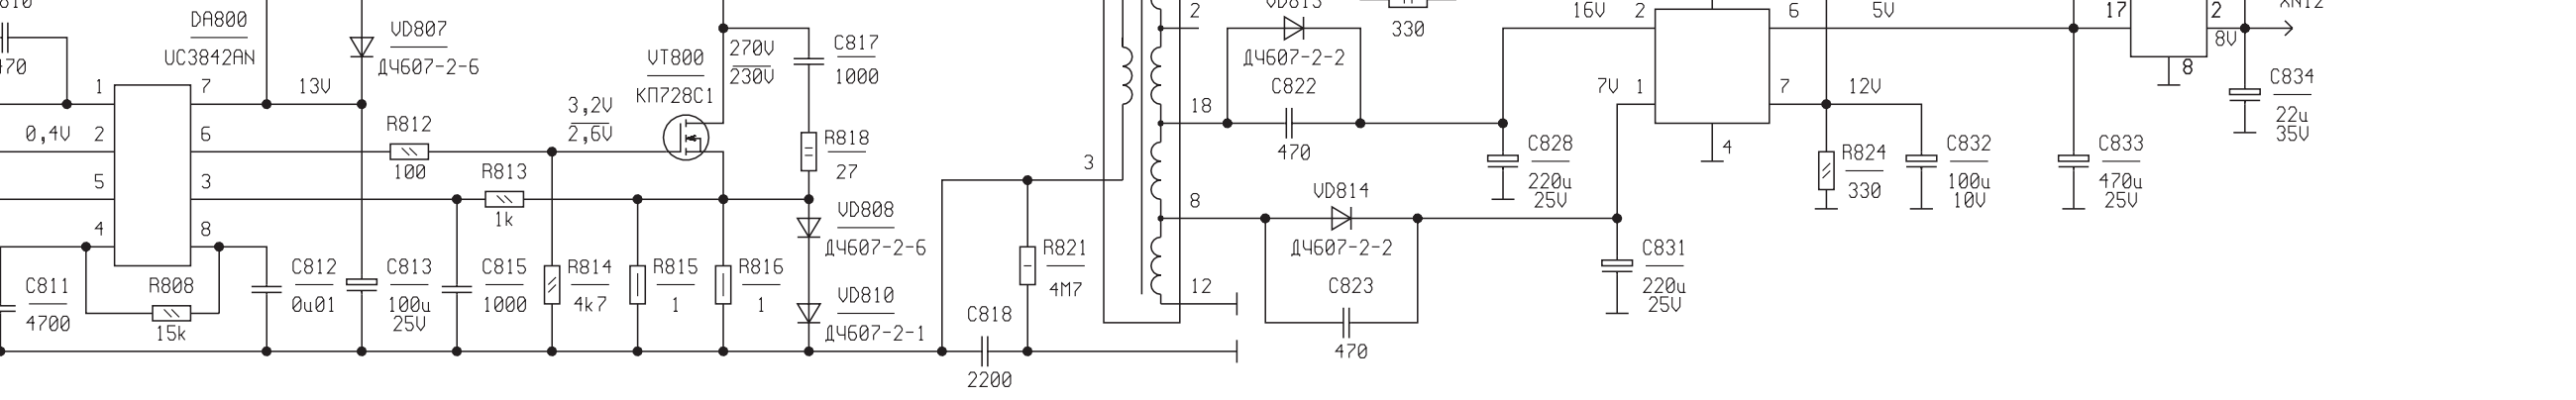 DA800
UC3842AN
470
1
2
5
4
7
6
3
8
0,4V
13V
VD807
Д4607-2-6
R812
100
R813
1k
3,2V
2,6V
VT800
КП728С1
270V
230V
C817
1000
R818
27
VD808
Д4607-2-6
VD810
Д4607-2-1
C811
4700
R808
15k
C812
0u01
C813
100u
25V
C815
1000
R814
4k7
R815
1
R816
1
C818
2200
R821
4M7
3
2
18
8
12
VD813
Д4607-2-2
C822
470
330
VD814
Д4607-2-2
C823
470
16V
2
7V
1
6
5V
7
12V
4
C828
220u
25V
C831
220u
25V
R824
330
C832
100u
10V
C833
470u
25V
17
2
8V
8
XN12
C834
22u
35V